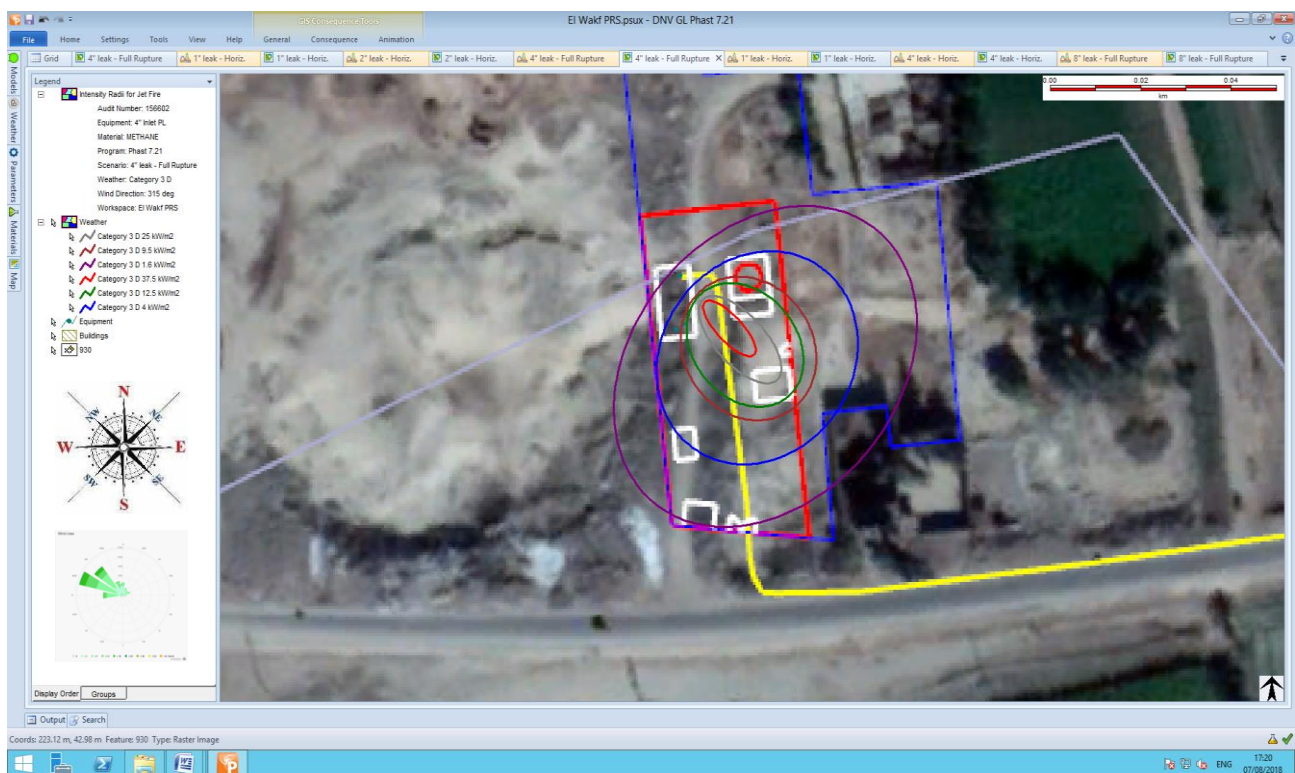 GIS Consequence Tools
El Wakf PRS.psux - DNV GL Phast 7.21
File Home Settings Tools View Help General Consequence Animation
Grid 4" leak - Full Rupture 1" leak - Horiz. 1" leak - Horiz. 2" leak - Horiz. 2" leak - Horiz. 4" leak - Full Rupture 4" leak - Full Rupture X 1" leak - Horiz. 1" leak - Horiz. 4" leak - Horiz. 4" leak - Horiz. 8" leak - Full Rupture 8" leak - Full Rupture
Models
Weather
Parameters
Materials
Map
Legend
Intensity Radii for Jet Fire
Audit Number: 156602
Equipment: 4" Inlet PL
Material: METHANE
Program: Phast 7.21
Scenario: 4" leak - Full Rupture
Weather: Category 3 D
Wind Direction: 315 deg
Workspace: El Wakf PRS
Weather
Category 3 D 25 kW/m2
Category 3 D 9.5 kW/m2
Category 3 D 1.6 kW/m2
Category 3 D 37.5 kW/m2
Category 3 D 12.5 kW/m2
Category 3 D 4 kW/m2
Equipment
Buildings
930
N
NW NE
W E
SW SE
S
0.00 0.02 0.04
km
Display Order Groups
Output Search
Coords: 223.12 m, 42.98 m Feature: 930 Type: Raster Image
ENG 17:20
07/08/2018